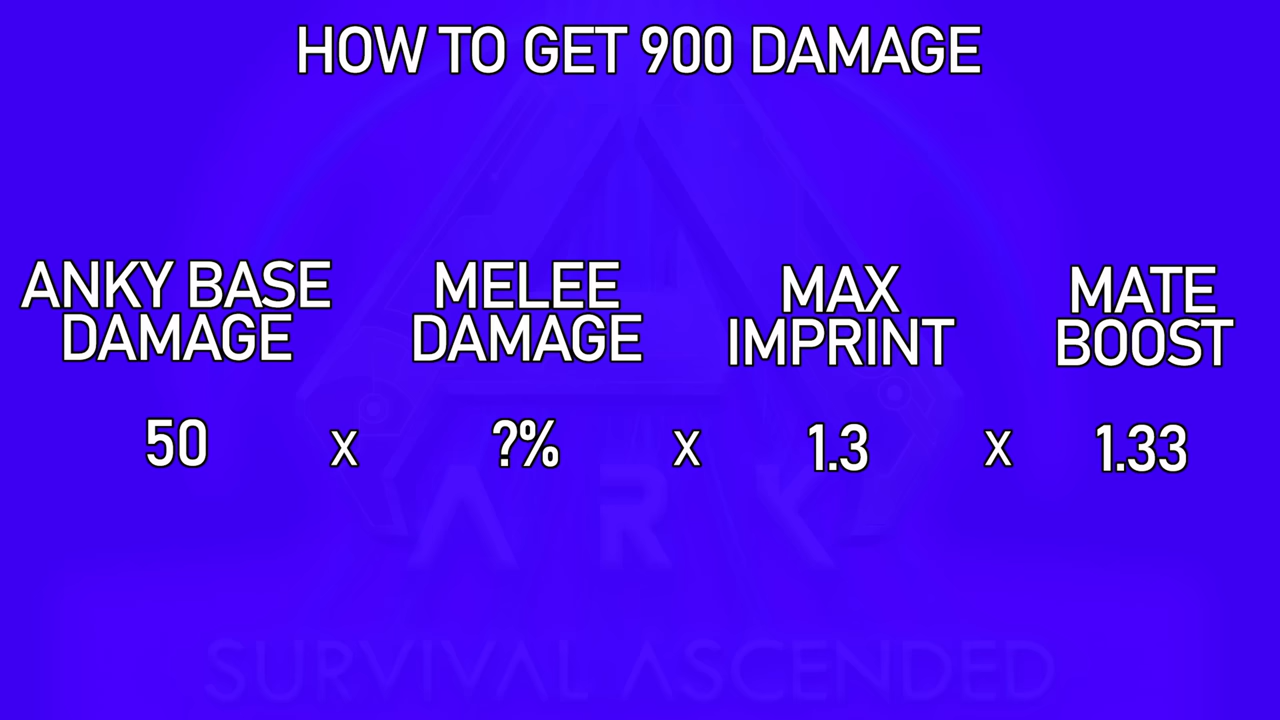 HOW TO GET 900 DAMAGE
ANKY BASE
DAMAGE
MELEE
DAMAGE
MAX
IMPRINT
MATE
BOOST
50 x ?% x 1.3 x 1.33
ARK
SURVIVAL ASCENDED